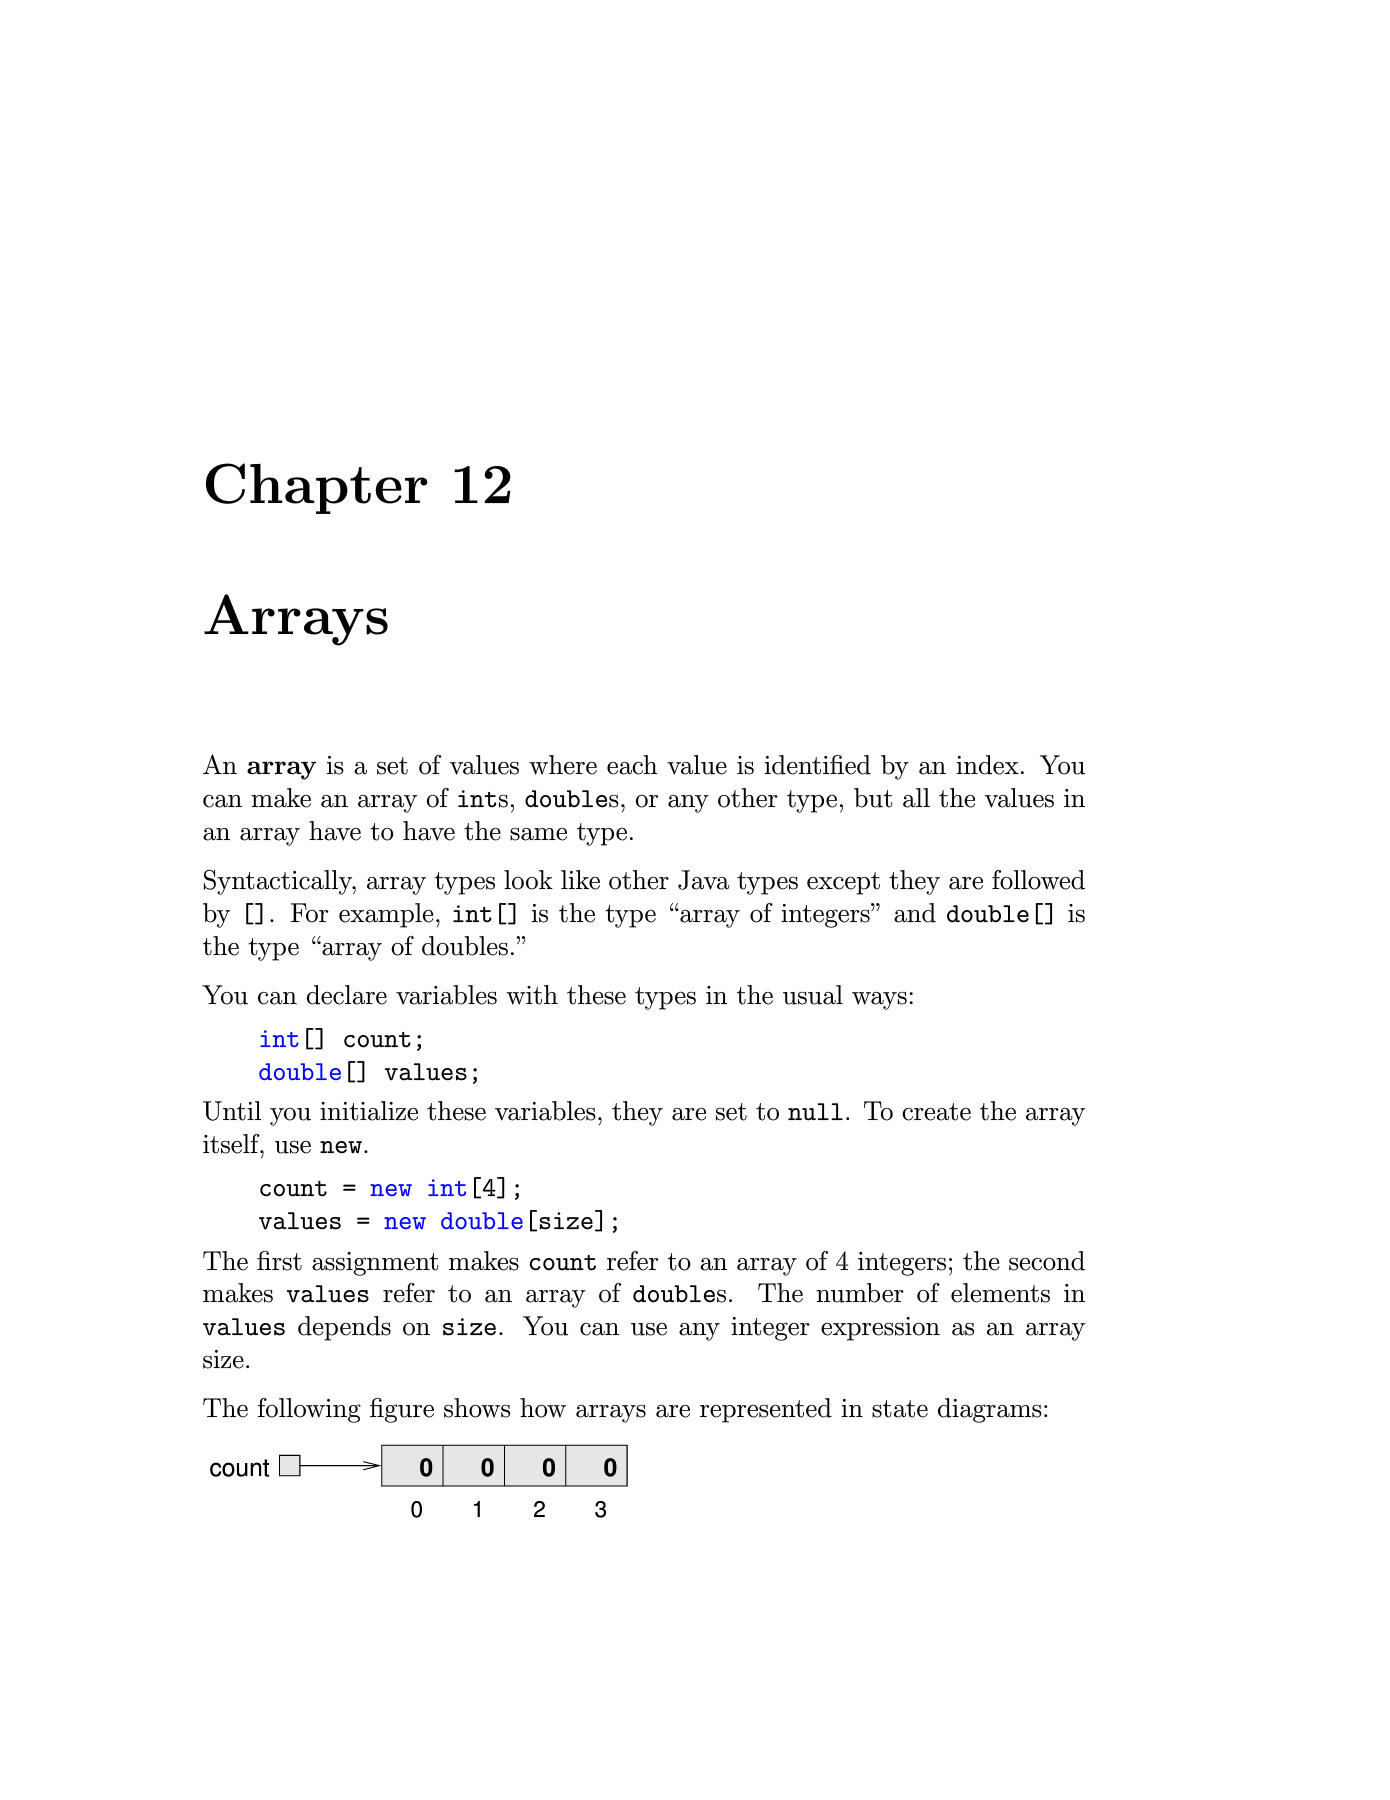 Chapter 12
Arrays
An array is a set of values where each value is identified by an index. You
can make an array of ints, doubles, or any other type, but all the values in
an array have to have the same type.
Syntactically, array types look like other Java types except they are followed
by []. For example, int[] is the type “array of integers” and double[] is
the type “array of doubles.”
You can declare variables with these types in the usual ways:
int[] count;
double[] values;
Until you initialize these variables, they are set to null. To create the array
itself, use new.
count = new int[4];
values = new double[size];
The first assignment makes count refer to an array of 4 integers; the second
makes values refer to an array of doubles. The number of elements in
values depends on size. You can use any integer expression as an array
size.
The following figure shows how arrays are represented in state diagrams:
count 0 0 0 0
0 1 2 3